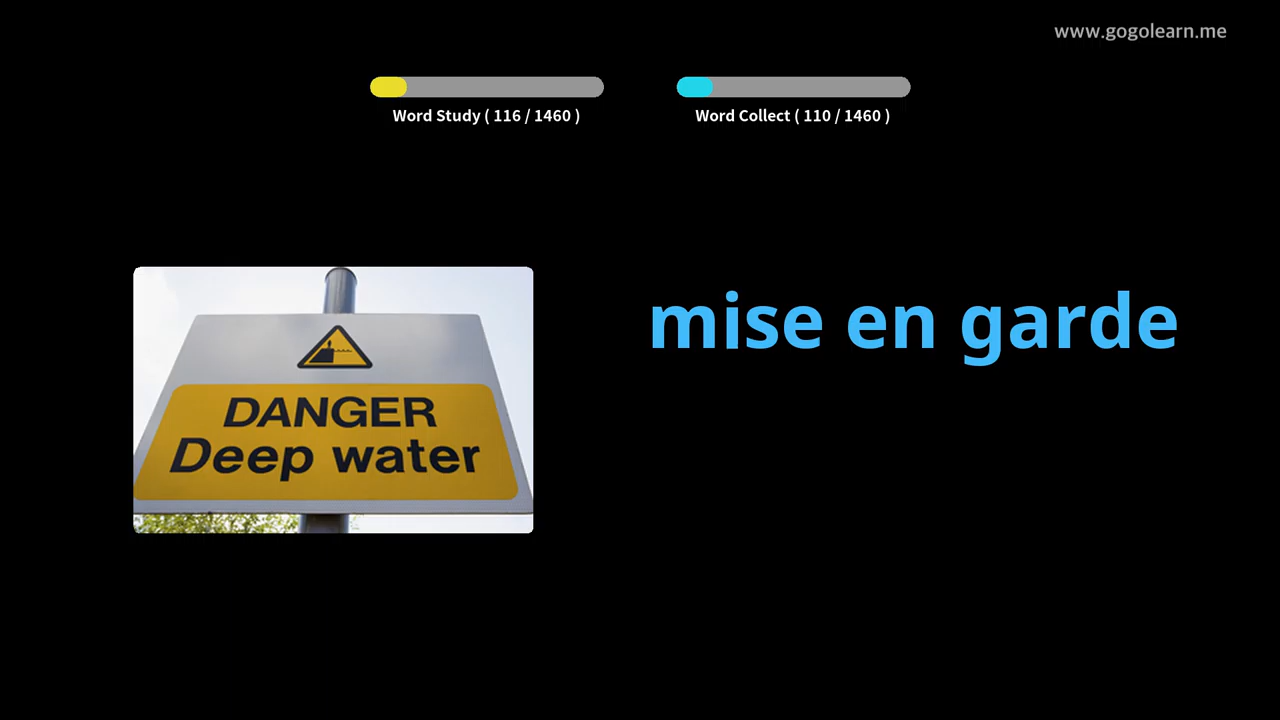 www.gogolearn.me
Word Study ( 116 / 1460 )
Word Collect ( 110 / 1460 )
DANGER
Deep water
mise en garde